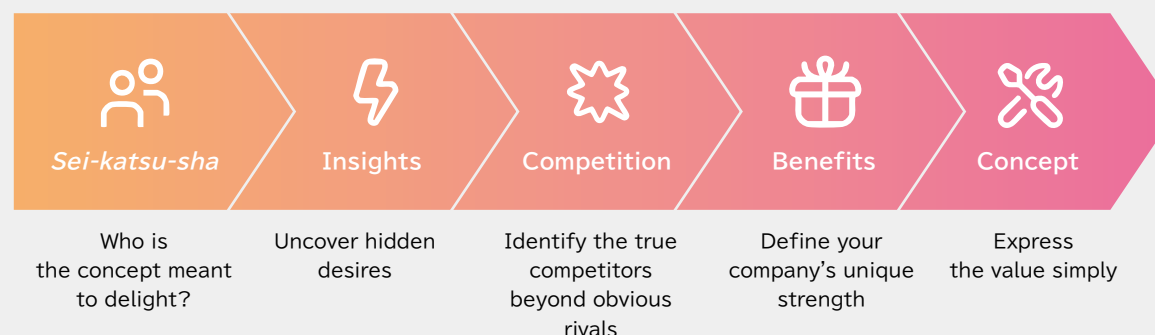 Sei-katsu-sha
Insights
Competition
Benefits
Concept
Who is
the concept meant
to delight?
Uncover hidden
desires
Identify the true
competitors
beyond obvious
rivals
Define your
company’s unique
strength
Express
the value simply